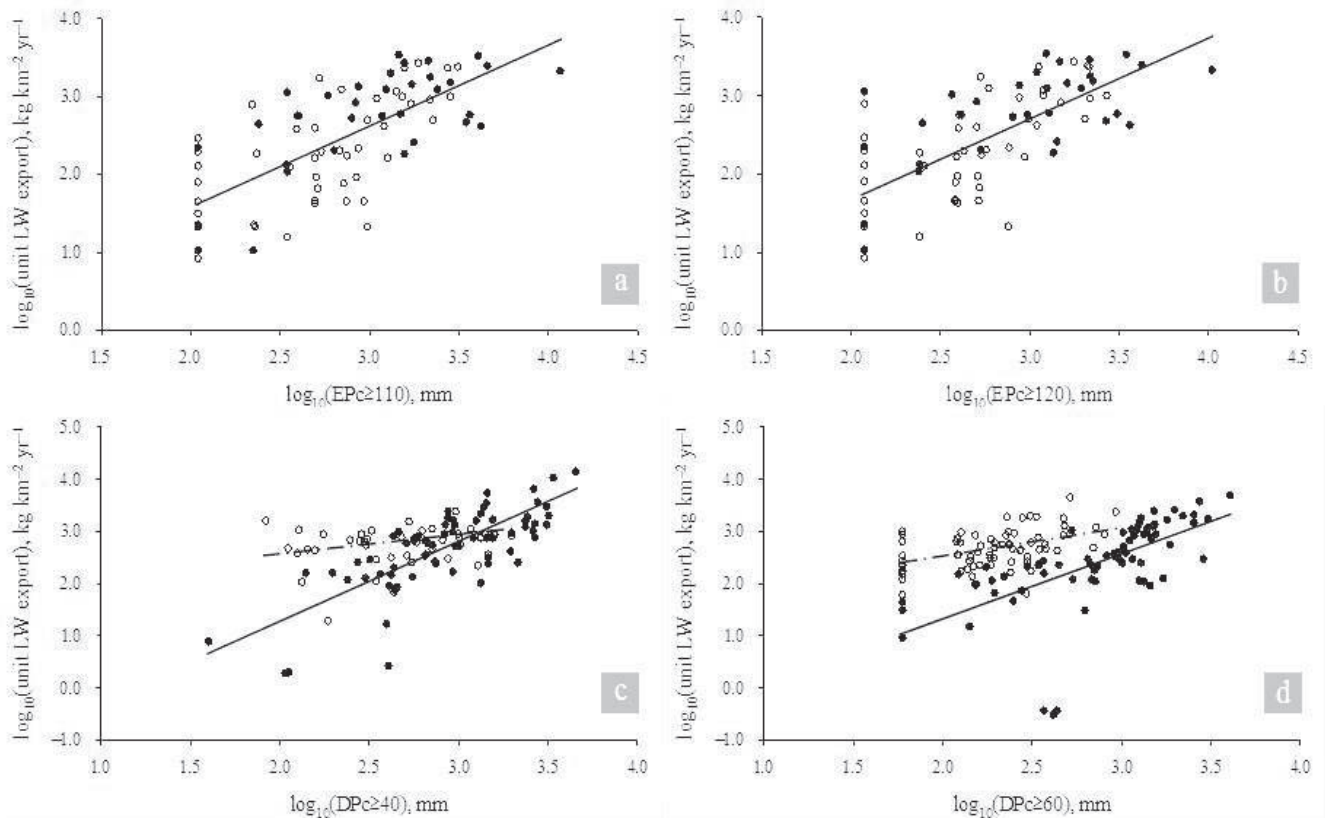 log10(unit LW export), kg km−2 yr−1
4.0
3.0
2.0
1.0
0.0
1.5 2.0 2.5 3.0 3.5 4.0 4.5
log10(EPc≥110), mm
a
log10(unit LW export), kg km−2 yr−1
4.0
3.0
2.0
1.0
0.0
1.5 2.0 2.5 3.0 3.5 4.0 4.5
log10(EPc≥120), mm
b
log10(unit LW export), kg km−2 yr−1
5.0
4.0
3.0
2.0
1.0
0.0
−1.0
1.0 1.5 2.0 2.5 3.0 3.5 4.0
log10(DPc≥40), mm
c
log10(unit LW export), kg km−2 yr−1
5.0
4.0
3.0
2.0
1.0
0.0
−1.0
1.0 1.5 2.0 2.5 3.0 3.5 4.0
log10(DPc≥60), mm
d